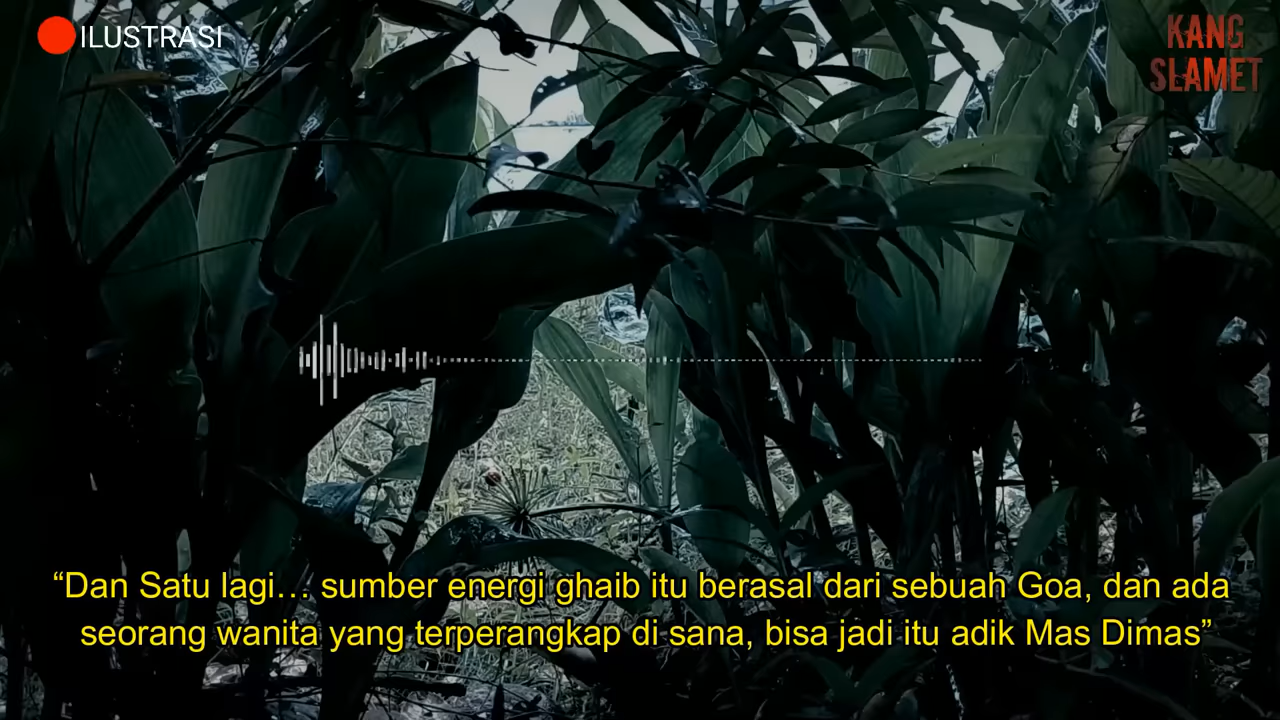 ILUSTRASI
KANG
SLAMET
“Dan Satu lagi… sumber energi ghaib itu berasal dari sebuah Goa, dan ada
seorang wanita yang terperangkap di sana, bisa jadi itu adik Mas Dimas”